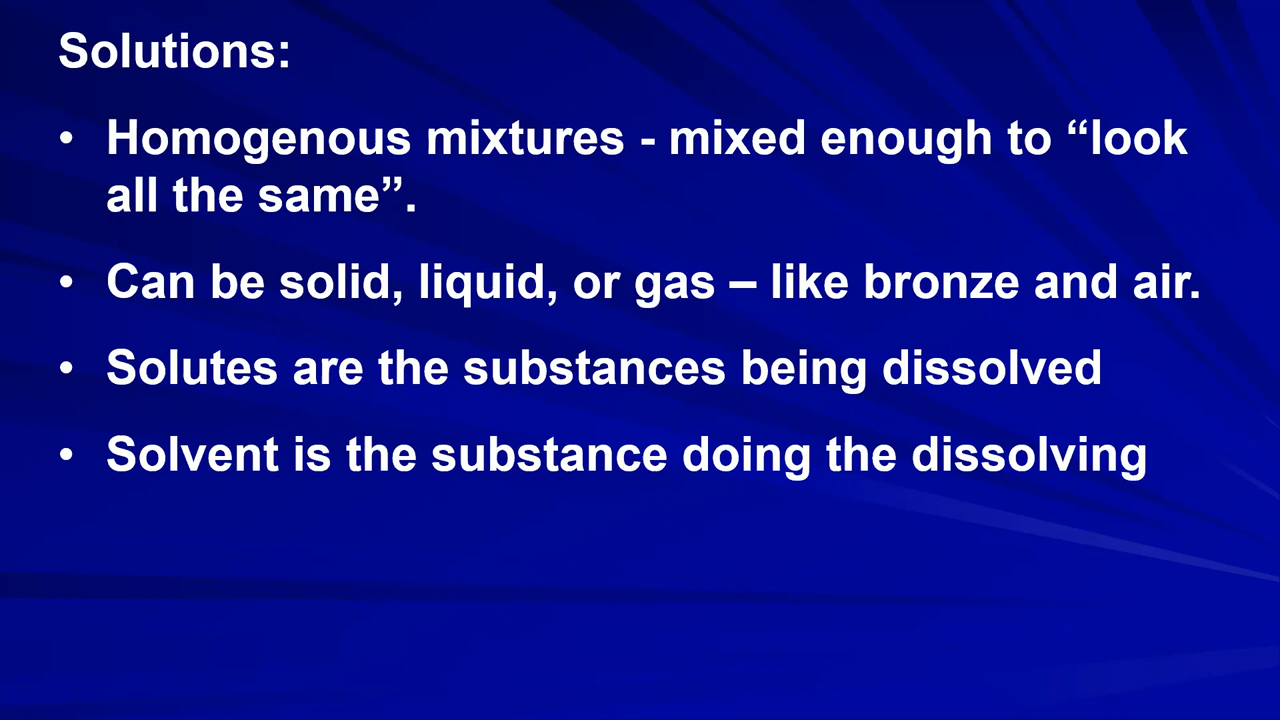 Solutions:
• Homogenous mixtures - mixed enough to “look
all the same”.
• Can be solid, liquid, or gas – like bronze and air.
• Solutes are the substances being dissolved
• Solvent is the substance doing the dissolving